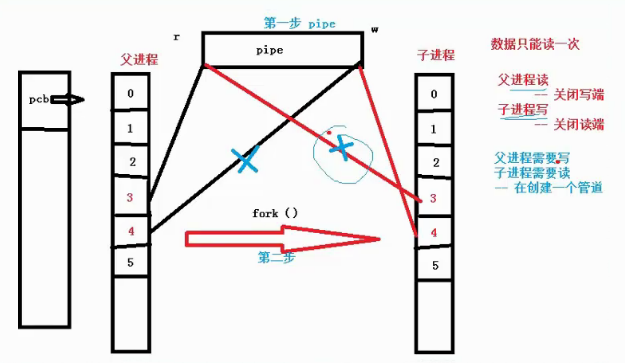 第一步 pipe
r
w
pipe
父进程
子进程
pcb
0
1
2
3
4
5
0
1
2
3
4
5
fork（）
第二步
数据只能读一次
父进程读
-- 关闭写端
子进程写
-- 关闭读端
父进程需要写
子进程需要读
-- 在创建一个管道